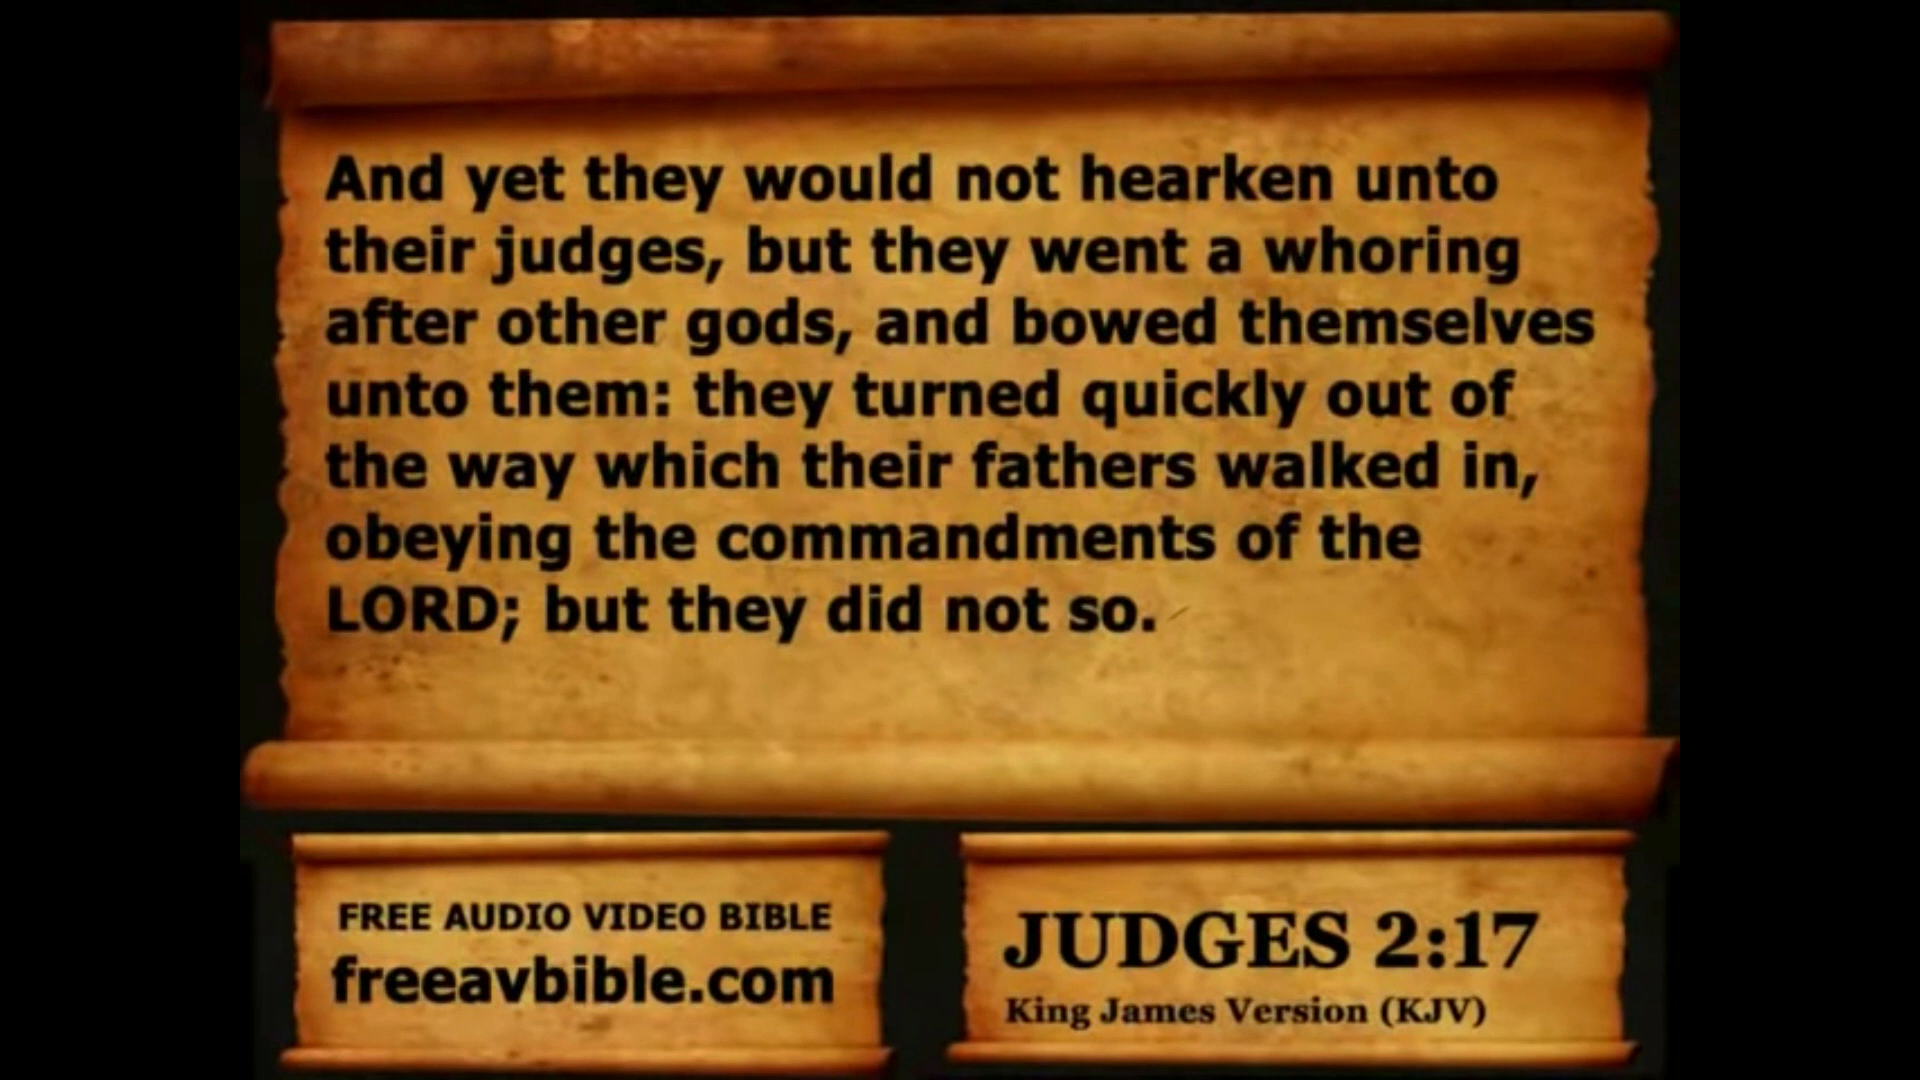 And yet they would not hearken unto
their judges, but they went a whoring
after other gods, and bowed themselves
unto them: they turned quickly out of
the way which their fathers walked in,
obeying the commandments of the
LORD; but they did not so.
FREE AUDIO VIDEO BIBLE
freeavbible.com
JUDGES 2:17
King James Version (KJV)